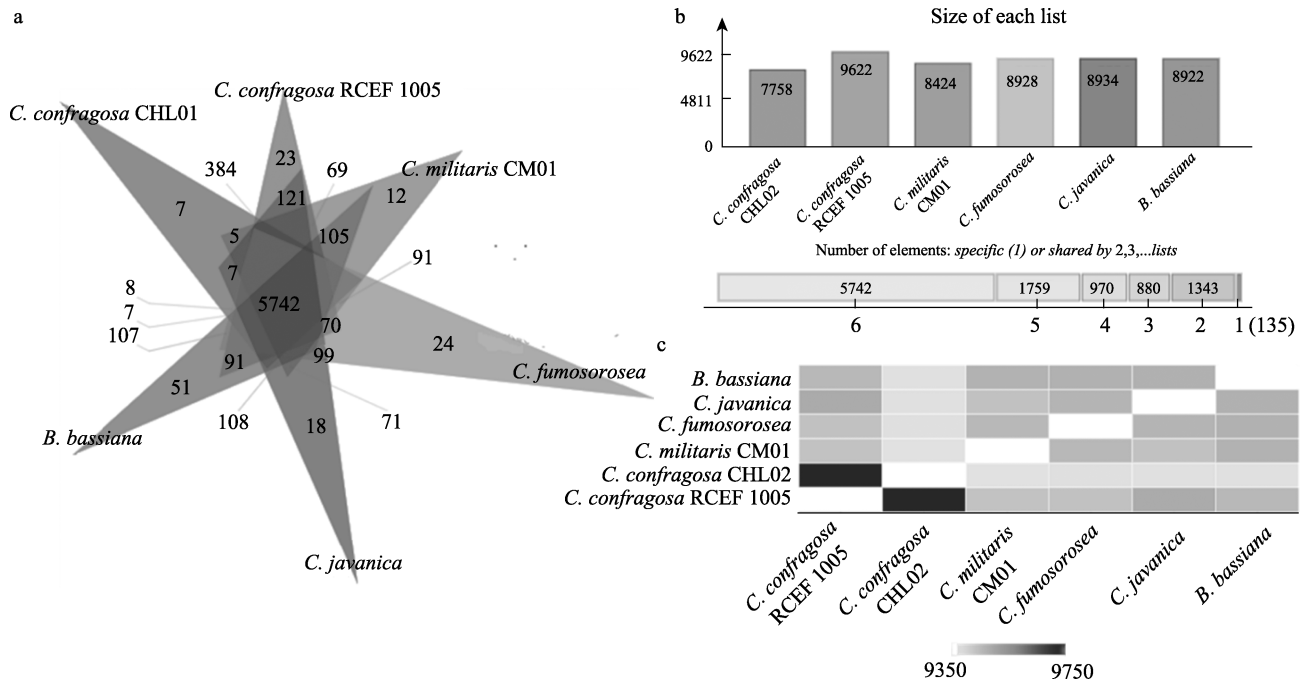 a
C. confragosa RCEF 1005
C. confragosa CHL01
C. militaris CM01
384
23
69
7
121
12
5
105
7
91
8
5742
7
70
107
24
91
99
C. fumosorosea
51
108
18
71
B. bassiana
C. javanica
b
Size of each list
9622
4811
0
7758
9622
8424
8928
8934
8922
C. confragosa
CHL02
C. confragosa
RCEF 1005
C. militaris
CM01
C. fumosorosea
C. javanica
B. bassiana
Number of elements: specific (1) or shared by 2,3,...lists
5742
1759
970
880
1343
6
5
4
3
2
1 (135)
c
B. bassiana
C. javanica
C. fumosorosea
C. militaris CM01
C. confragosa CHL02
C. confragosa RCEF 1005
C. confragosa
RCEF 1005
C. confragosa
CHL02
C. militaris
CM01
C. fumosorosea
C. javanica
B. bassiana
9350
9750